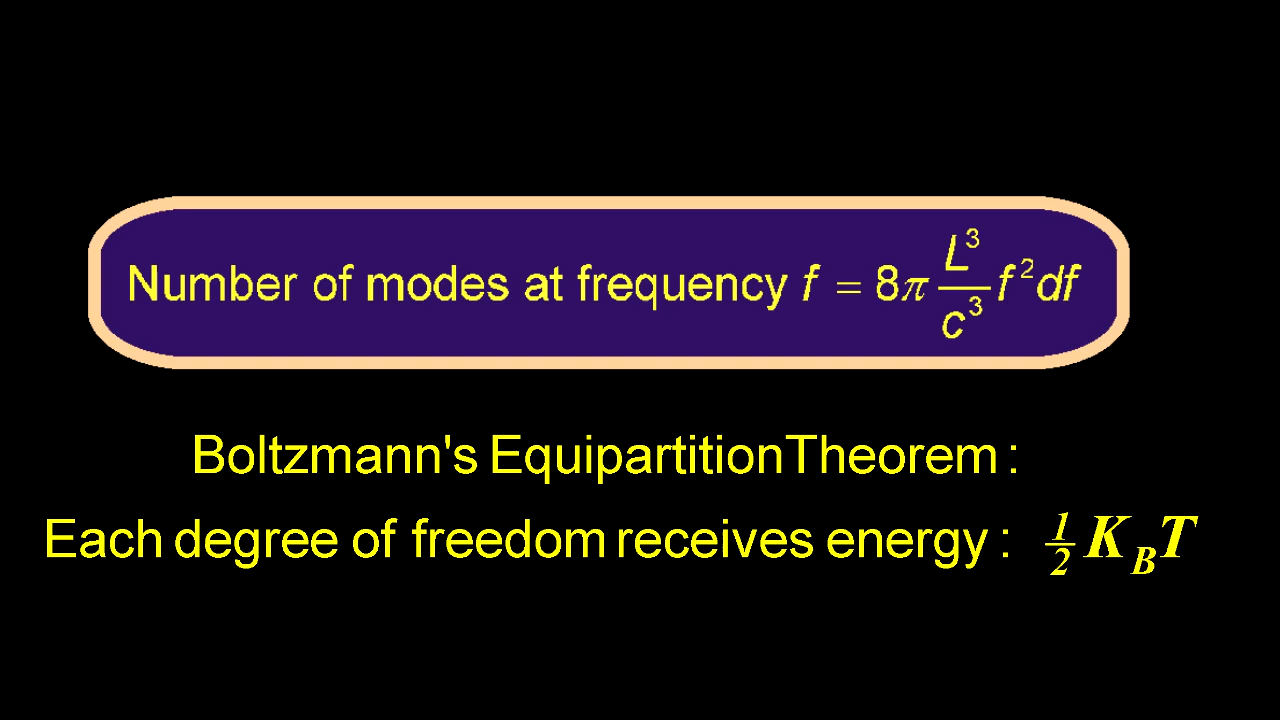 Number of modes at frequency f = 8π L³/c³ f² df
Boltzmann's EquipartitionTheorem :
Each degree of freedom receives energy : ½ K_B T